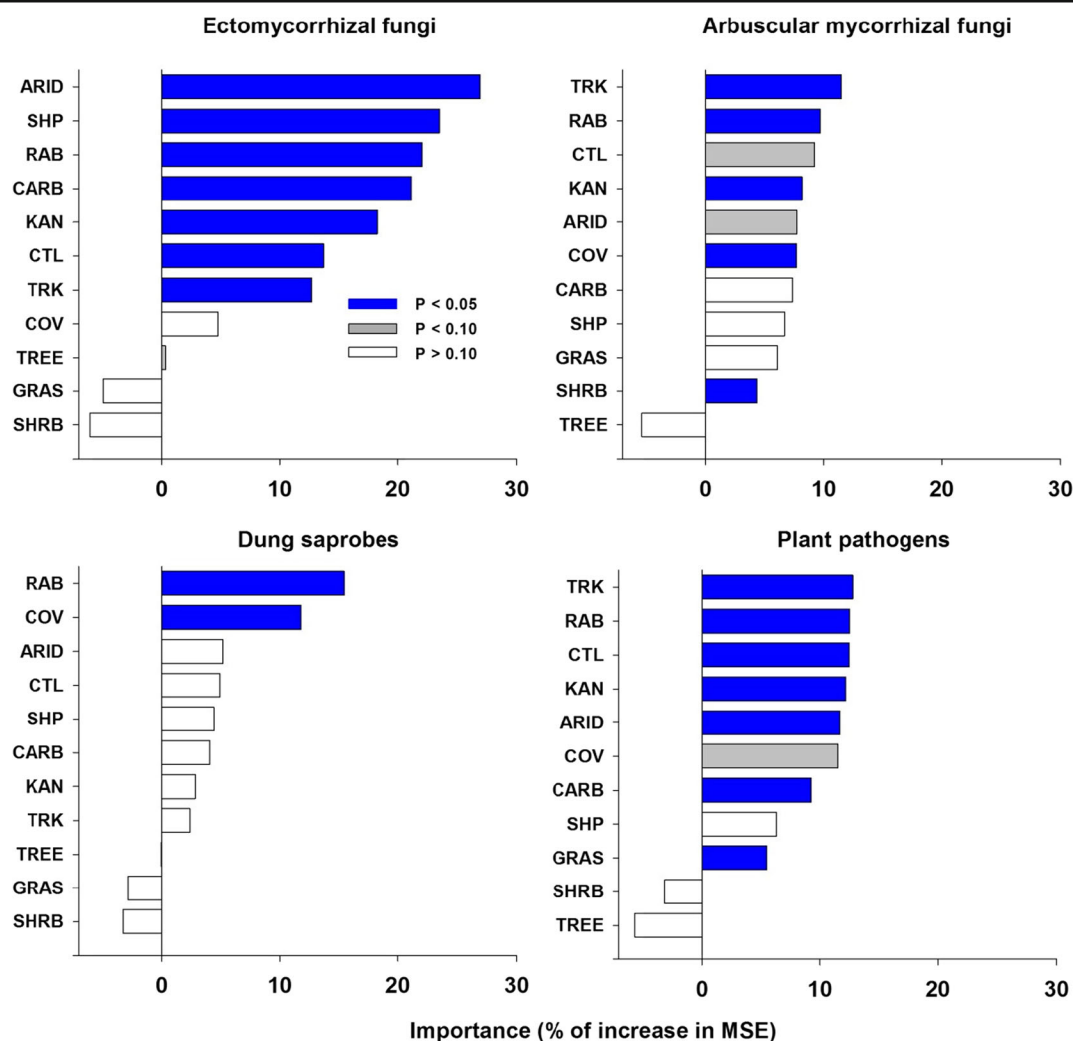 Ectomycorrhizal fungi
ARID
SHP
RAB
CARB
KAN
CTL
TRK
COV
TREE
GRAS
SHRB
P < 0.05
P < 0.10
P > 0.10
0 10 20 30
Arbuscular mycorrhizal fungi
TRK
RAB
CTL
KAN
ARID
COV
CARB
SHP
GRAS
SHRB
TREE
0 10 20 30
Dung saprobes
RAB
COV
ARID
CTL
SHP
CARB
KAN
TRK
TREE
GRAS
SHRB
0 10 20 30
Plant pathogens
TRK
RAB
CTL
KAN
ARID
COV
CARB
SHP
GRAS
SHRB
TREE
0 10 20 30
Importance (% of increase in MSE)